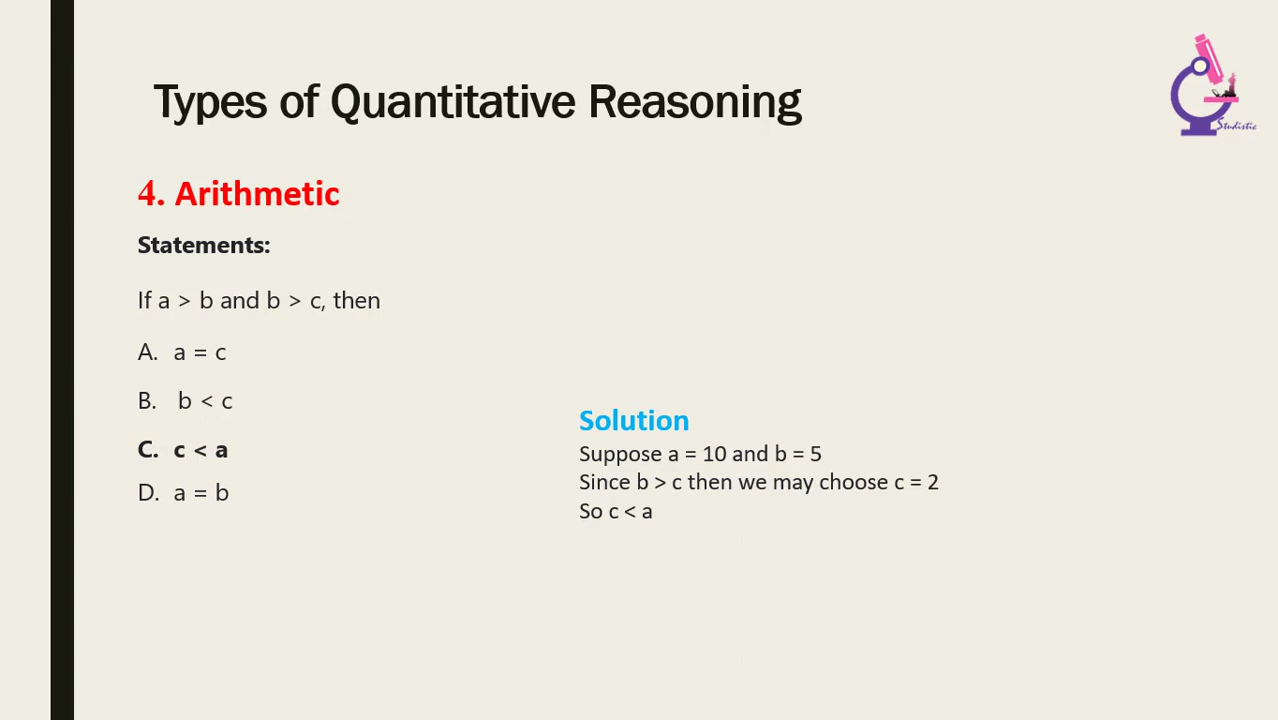 Types of Quantitative Reasoning
Studistic
4. Arithmetic
Statements:
If a > b and b > c, then
A. a = c
B. b < c
C. c < a
D. a = b
Solution
Suppose a = 10 and b = 5
Since b > c then we may choose c = 2
So c < a